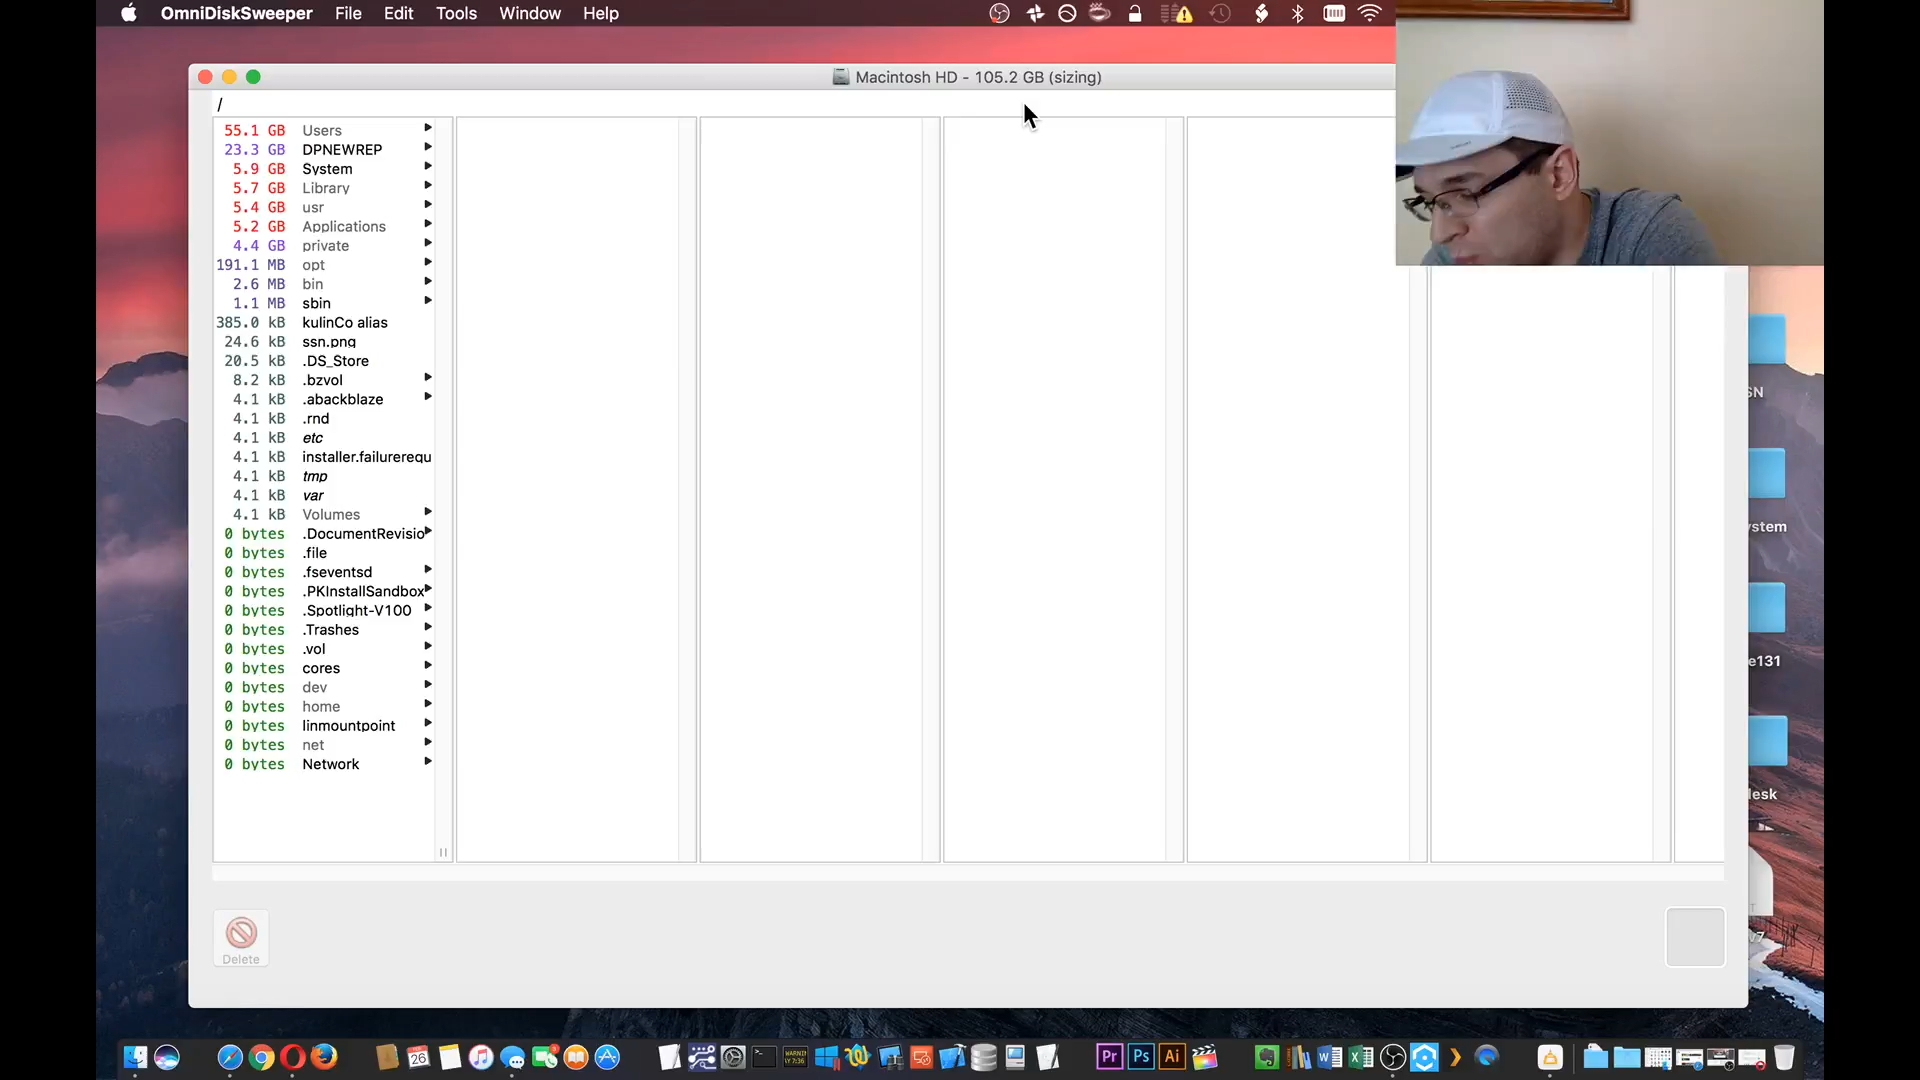 OmniDiskSweeper File Edit Tools Window Help
Macintosh HD - 105.2 GB (sizing)
/
55.1 GB Users
23.3 GB DPNEWREP
5.9 GB System
5.7 GB Library
5.4 GB usr
5.2 GB Applications
4.4 GB private
191.1 MB opt
2.6 MB bin
1.1 MB sbin
385.0 kB kulinCo alias
24.6 kB ssn.png
20.5 kB .DS_Store
8.2 kB .bzvol
4.1 kB .abackblaze
4.1 kB .rnd
4.1 kB etc
4.1 kB installer.failurerequ
4.1 kB tmp
4.1 kB var
4.1 kB Volumes
0 bytes .DocumentRevisio
0 bytes .file
0 bytes .fseventsd
0 bytes .PKInstallSandbox
0 bytes .Spotlight-V100
0 bytes .Trashes
0 bytes .vol
0 bytes cores
0 bytes dev
0 bytes home
0 bytes linmountpoint
0 bytes net
0 bytes Network
Delete
SN
ystem
e131
lesk
26
Pr Ps Ai